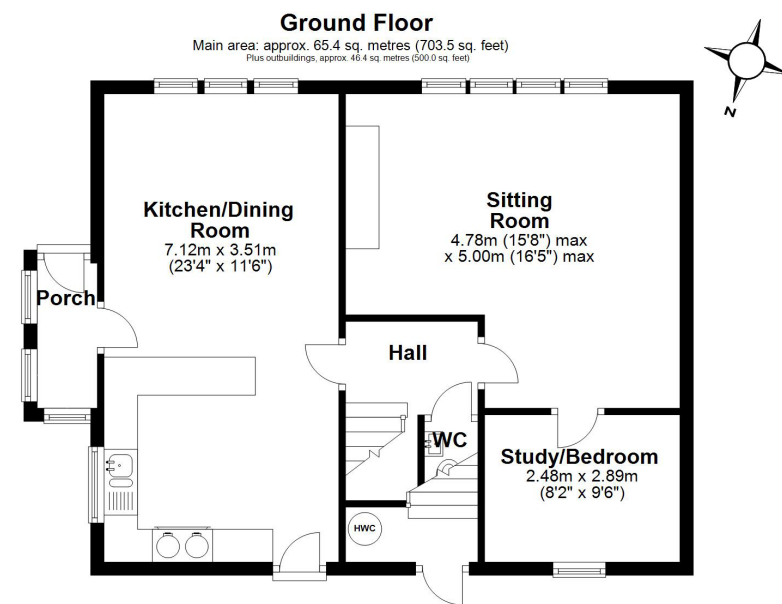 Ground Floor
Main area: approx. 65.4 sq. metres (703.5 sq. feet)
Plus outbuildings, approx. 46.4 sq. metres (500.0 sq. feet)
N
Kitchen/Dining
Room
7.12m x 3.51m
(23'4" x 11'6")
Sitting
Room
4.78m (15'8") max
x 5.00m (16'5") max
Porch
Hall
WC
Study/Bedroom
2.48m x 2.89m
(8'2" x 9'6")
HWC